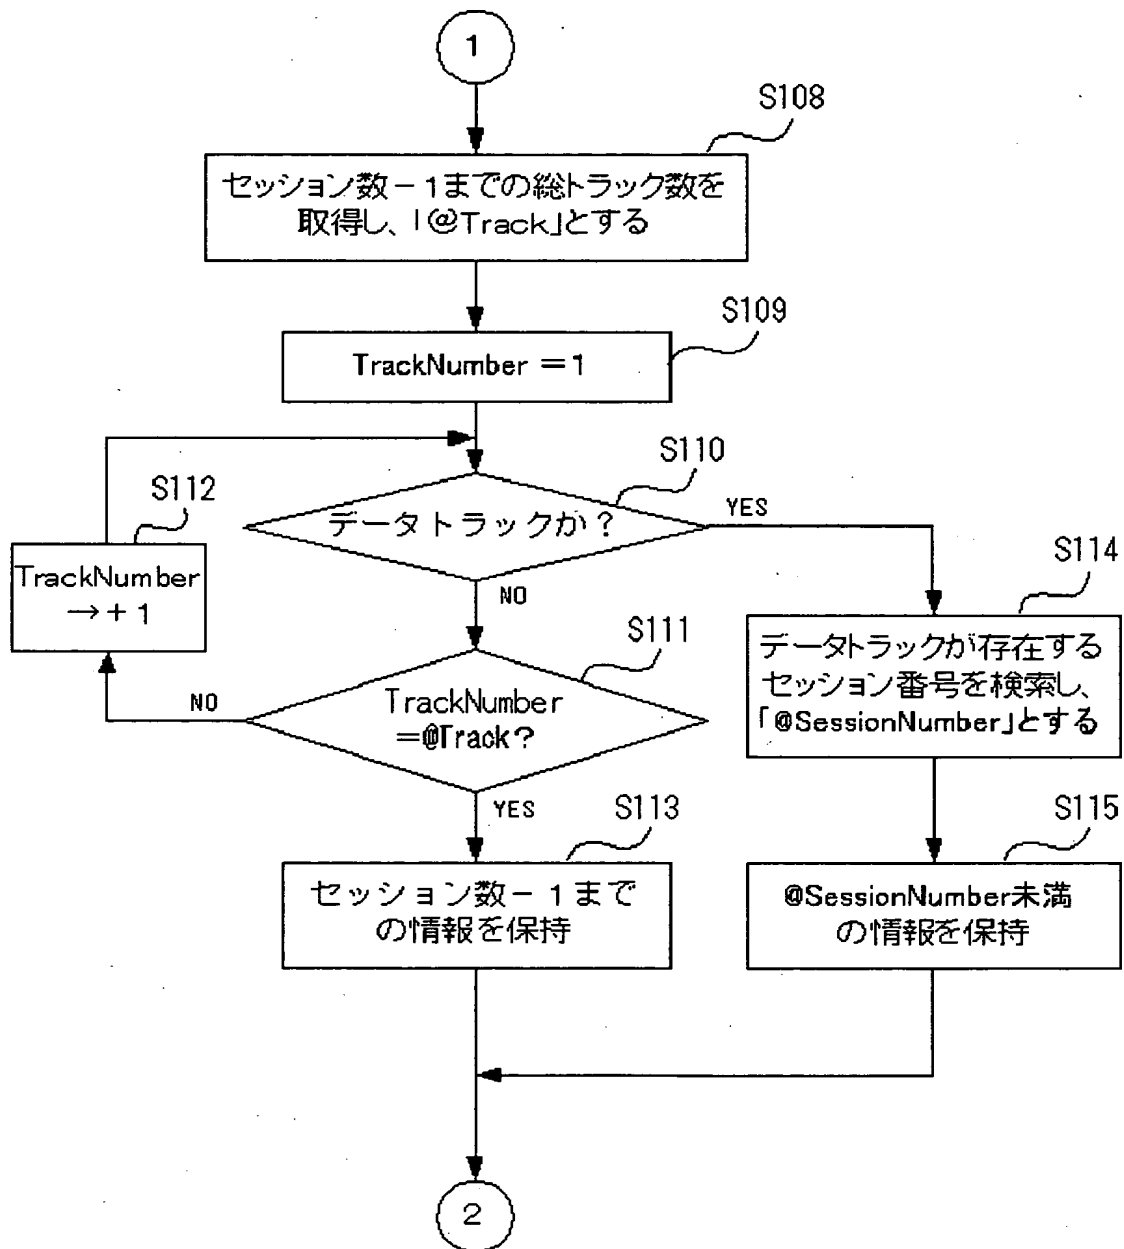 1
S108
セッション数－1までの総トラック数を
取得し、「@Track」とする
S109
TrackNumber＝1
S110
データトラックか？
YES
NO
S112
TrackNumber
→＋1
S111
TrackNumber
＝@Track？
NO
YES
S114
データトラックが存在する
セッション番号を検索し、
「@SessionNumber」とする
S113
セッション数－1まで
の情報を保持
S115
@SessionNumber未満
の情報を保持
2